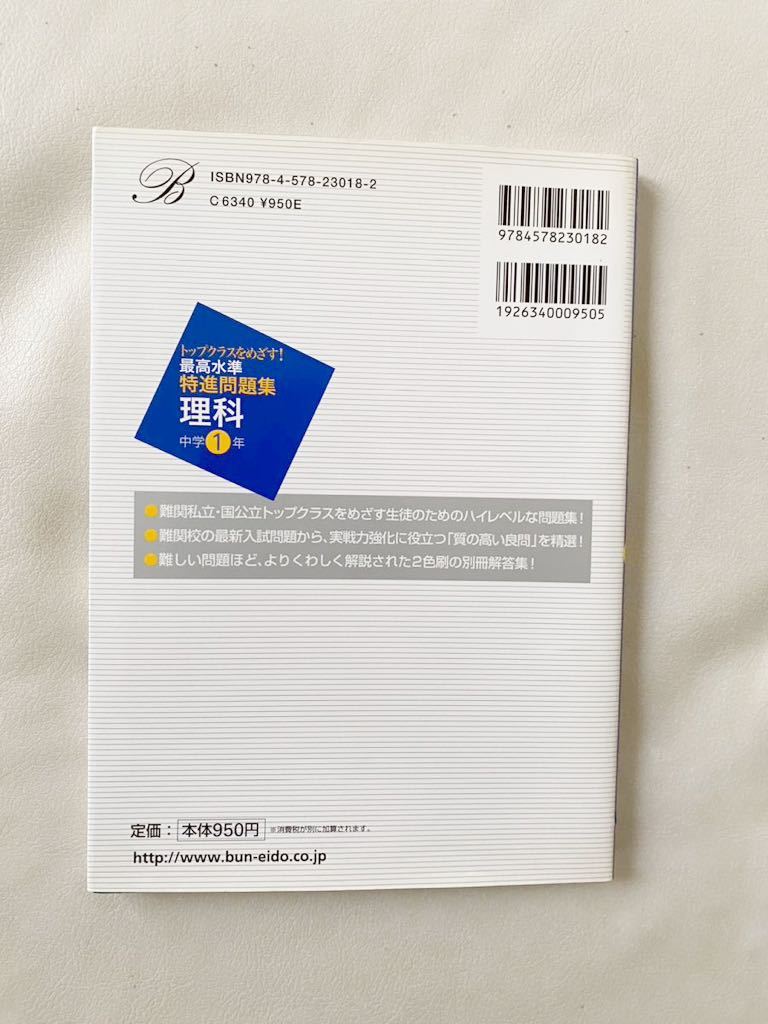 B
ISBN978-4-578-23018-2
C6340 ¥950E
9784578230182
1926340009505
トップクラスをめざす!
最高水準
特進問題集
理科
中学1年
●難関私立・国公立トップクラスをめざす生徒のためのハイレベルな問題集!
●難関校の最新入試問題から、実戦力強化に役立つ「質の高い良問」を精選!
●難しい問題ほど、よりくわしく解説された2色刷の別冊解答集!
定価: 本体950円 ※消費税が別に加算されます。
http://www.bun-eido.co.jp